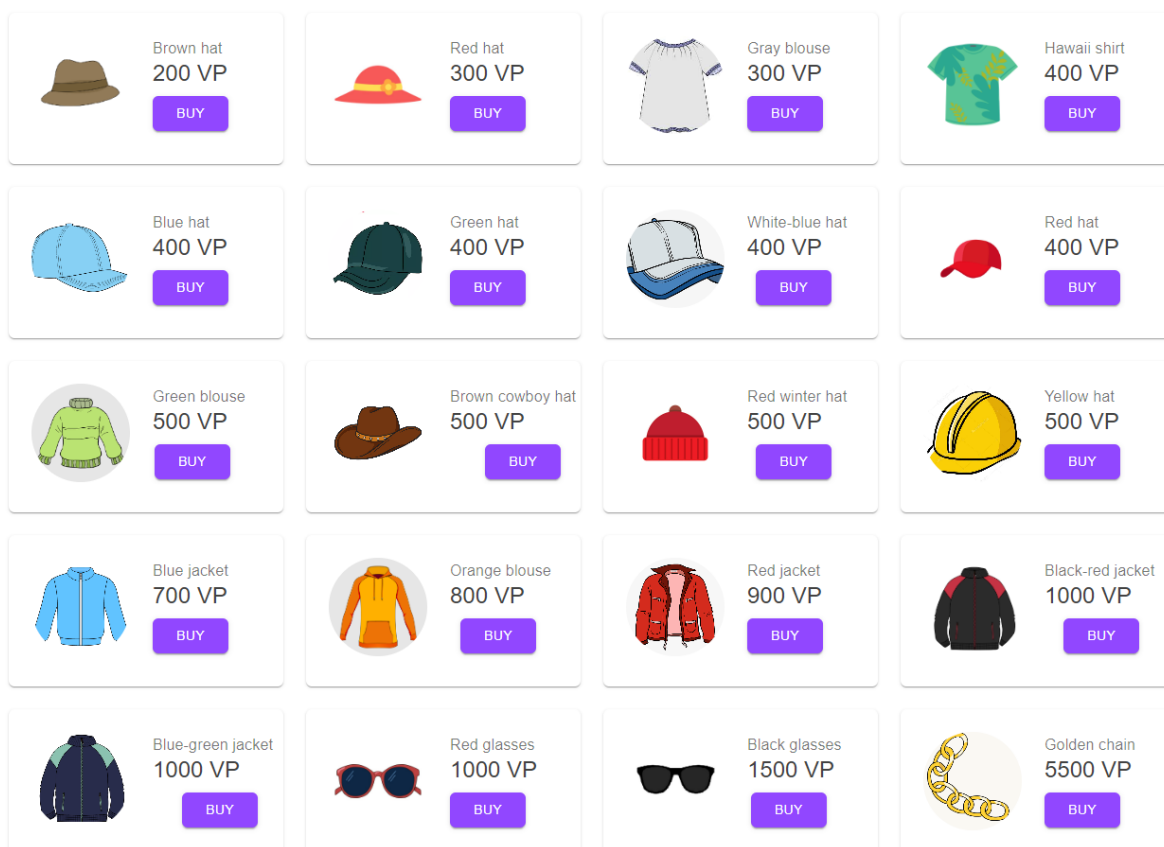 Brown hat
200 VP
BUY
Red hat
300 VP
BUY
Gray blouse
300 VP
BUY
Hawaii shirt
400 VP
BUY
Blue hat
400 VP
BUY
Green hat
400 VP
BUY
White-blue hat
400 VP
BUY
Red hat
400 VP
BUY
Green blouse
500 VP
BUY
Brown cowboy hat
500 VP
BUY
Red winter hat
500 VP
BUY
Yellow hat
500 VP
BUY
Blue jacket
700 VP
BUY
Orange blouse
800 VP
BUY
Red jacket
900 VP
BUY
Black-red jacket
1000 VP
BUY
Blue-green jacket
1000 VP
BUY
Red glasses
1000 VP
BUY
Black glasses
1500 VP
BUY
Golden chain
5500 VP
BUY